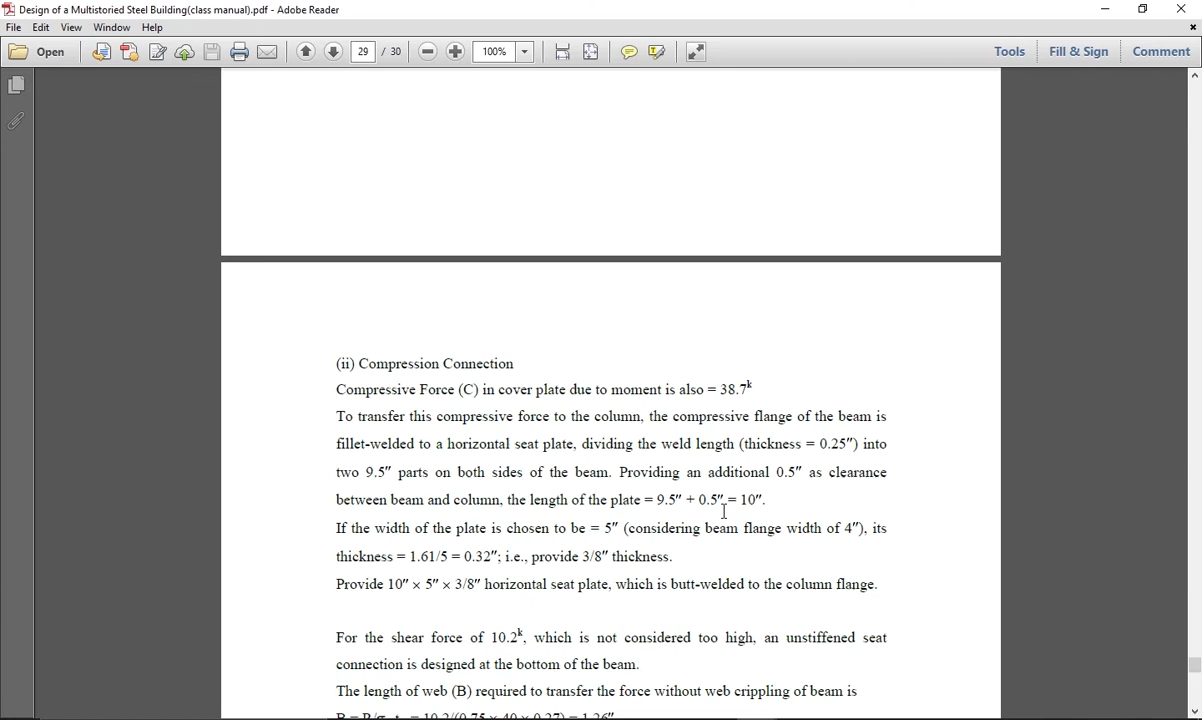 Design of a Multistoried Steel Building(class manual).pdf - Adobe Reader
File Edit View Window Help
Open 29 / 30 100% Tools Fill & Sign Comment
(ii) Compression Connection
Compressive Force (C) in cover plate due to moment is also = 38.7ᵏ
To transfer this compressive force to the column, the compressive flange of the beam is
fillet-welded to a horizontal seat plate, dividing the weld length (thickness = 0.25″) into
two 9.5″ parts on both sides of the beam. Providing an additional 0.5″ as clearance
between beam and column, the length of the plate = 9.5″ + 0.5″ = 10″.
If the width of the plate is chosen to be = 5″ (considering beam flange width of 4″), its
thickness = 1.61/5 = 0.32″; i.e., provide 3/8″ thickness.
Provide 10″ × 5″ × 3/8″ horizontal seat plate, which is butt-welded to the column flange.
For the shear force of 10.2ᵏ, which is not considered too high, an unstiffened seat
connection is designed at the bottom of the beam.
The length of web (B) required to transfer the force without web crippling of beam is
= 10.2/(0.75 × 40 × 0.27) = 1.26″